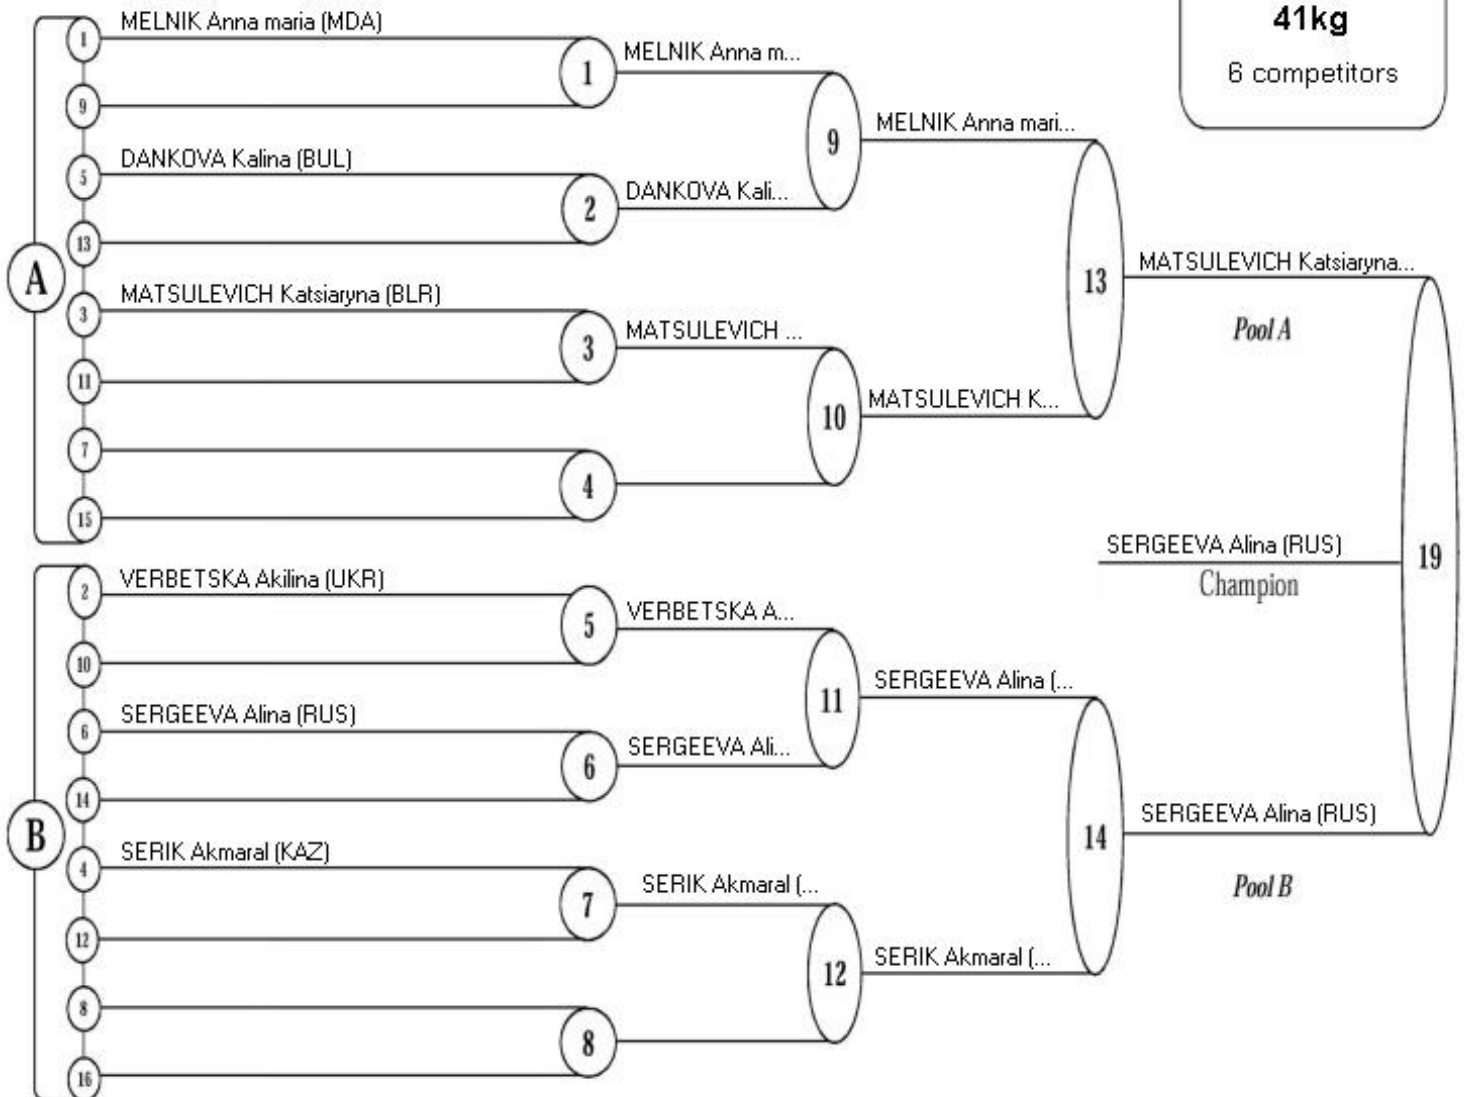 41kg
6 competitors
A
1
MELNIK Anna maria (MDA)
9
5
DANKOVA Kalina (BUL)
13
3
MATSULEVICH Katsiaryna (BLR)
11
7
15
1
2
3
4
MELNIK Anna m...
DANKOVA Kali...
MATSULEVICH ...
9
10
MELNIK Anna mari...
MATSULEVICH K...
13
MATSULEVICH Katsiaryna...
Pool A
B
2
VERBETSKA Akilina (UKR)
10
6
SERGEEVA Alina (RUS)
14
4
SERIK Akmaral (KAZ)
12
8
16
5
6
7
8
VERBETSKA A...
SERGEEVA Ali...
SERIK Akmaral (...
11
12
SERGEEVA Alina (...
SERIK Akmaral (...
14
SERGEEVA Alina (RUS)
Pool B
SERGEEVA Alina (RUS)
Champion
19